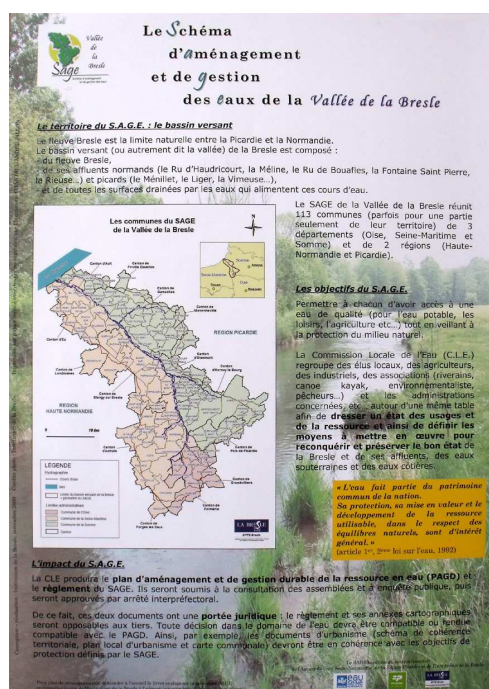 Vallée
de
la
Bresle
Sage
Le Schéma
d'aménagement
et de gestion
des eaux de la Vallée de la Bresle
Le territoire du S.A.G.E. : le bassin versant
Le fleuve Bresle est la limite naturelle entre la Picardie et la Normandie.
Le bassin versant (ou autrement dit la vallée) de la Bresle est composé :
- du fleuve Bresle,
- de ses affluents normands (le Ru d'Haudricourt, la Méline, le Ru de Bouafles, la Fontaine Saint Pierre,
la Rieuse...) et picards (le Ménillet, le Liger, la Vimeuse...),
- et de toutes les surfaces drainées par les eaux qui alimentent ces cours d'eau.
Les communes du SAGE
de la Vallée de la Bresle
REGION PICARDIE
REGION
HAUTE NORMANDIE
LÉGENDE
Limites administratives
LA BRESLE
Le SAGE de la Vallée de la Bresle réunit
113 communes (parfois pour une partie
seulement de leur territoire) de 3
départements (Oise, Seine-Maritime et
Somme) et de 2 régions (Haute-
Normandie et Picardie).
Les objectifs du S.A.G.E.
Permettre à chacun d'avoir accès à une
eau de qualité (pour l'eau potable, les
loisirs, l'agriculture etc...) tout en veillant à
la protection du milieu naturel.
La Commission Locale de l'Eau (C.L.E.)
regroupe des élus locaux, des agriculteurs,
des industriels, des associations (riverains,
canoe kayak, environnementaliste,
pêcheurs...) et les administrations
concernées, etc., autour d'une même table
afin de dresser un état des usages et
de la ressource et ainsi de définir les
moyens à mettre en œuvre pour
reconquérir et préserver le bon état de
la Bresle et de ses affluents, des eaux
souterraines et des eaux côtières.
« L'eau fait partie du patrimoine
commun de la nation.
Sa protection, sa mise en valeur et le
développement de la ressource
utilisable, dans le respect des
équilibres naturels, sont d'intérêt
général. »
(article 1er, 2ème loi sur l'eau, 1992)
L'impact du S.A.G.E.
La CLE produira le plan d'aménagement et de gestion durable de la ressource en eau (PAGD) et
le règlement du SAGE. Ils seront soumis à la consultation des assemblées et à enquête publique, puis
seront approuvés par arrêté interpréfectoral.
De ce fait, ces deux documents ont une portée juridique : le règlement et ses annexes cartographiques
seront opposables aux tiers. Toute décision dans le domaine de l'eau devra être compatible ou rendue
compatible avec le PAGD. Ainsi, par exemple, les documents d'urbanisme (schéma de cohérence
territoriale, plan local d'urbanisme et carte communale) devront être en cohérence avec les objectifs de
protection définis par le SAGE.